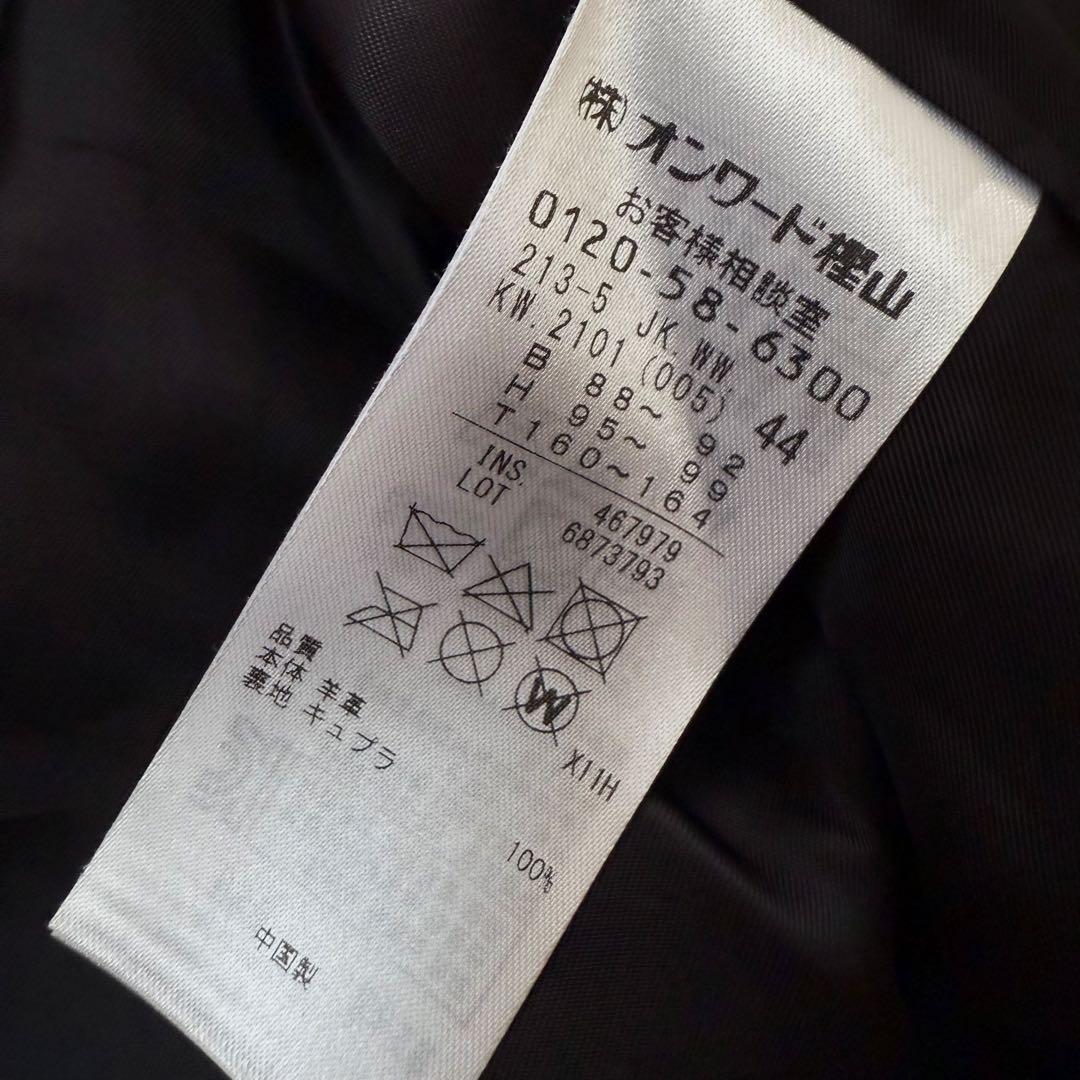 (株)オンワード樫山
お客様相談室
0120-58-6300
213-5 JK.WW. 44
KW.2101(005)
B 88~ 92
H 95~ 99
T160~164
INS. 467979
LOT 6873793
W
X11H
品質
本体 羊革
裏地 キュプラ 100%
中国製